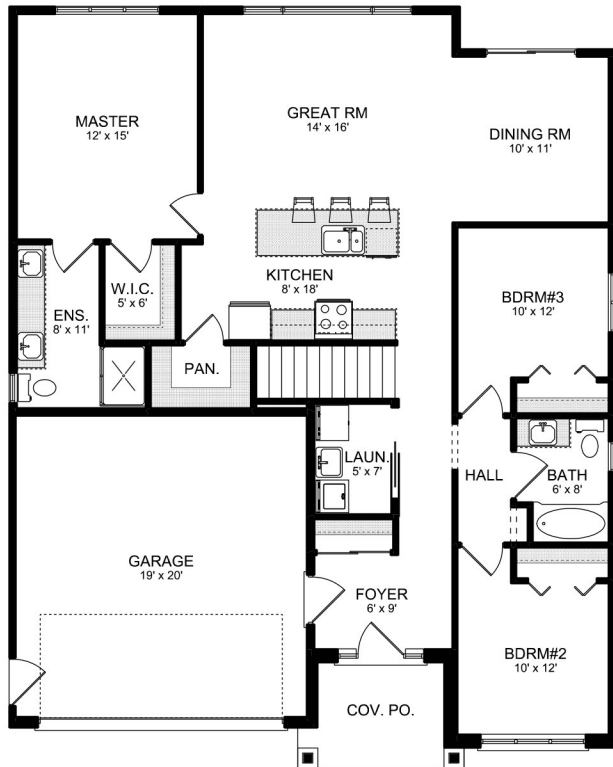 MASTER
12' x 15'
GREAT RM
14' x 16'
DINING RM
10' x 11'
W.I.C.
5' x 6'
KITCHEN
8' x 18'
BDRM#3
10' x 12'
ENS.
8' x 11'
PAN.
LAUN.
5' x 7'
HALL
BATH
6' x 8'
GARAGE
19' x 20'
FOYER
6' x 9'
BDRM#2
10' x 12'
COV. PO.